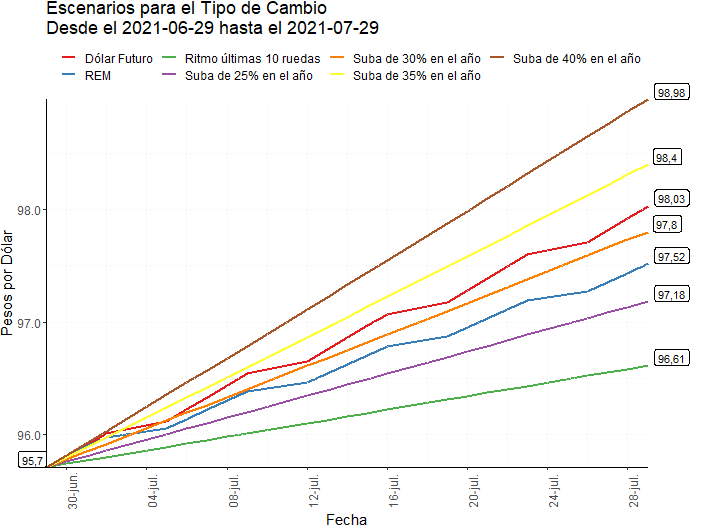 Escenarios para el Tipo de Cambio
Desde el 2021-06-29 hasta el 2021-07-29
Dólar Futuro
Ritmo últimas 10 ruedas
Suba de 30% en el año
Suba de 40% en el año
REM
Suba de 25% en el año
Suba de 35% en el año
98,98
98,4
98,03
97,8
97,52
97,18
96,61
95,7
98.0
97.0
96.0
Pesos por Dólar
30-jun.
04-jul.
08-jul.
12-jul.
16-jul.
20-jul.
24-jul.
28-jul.
Fecha